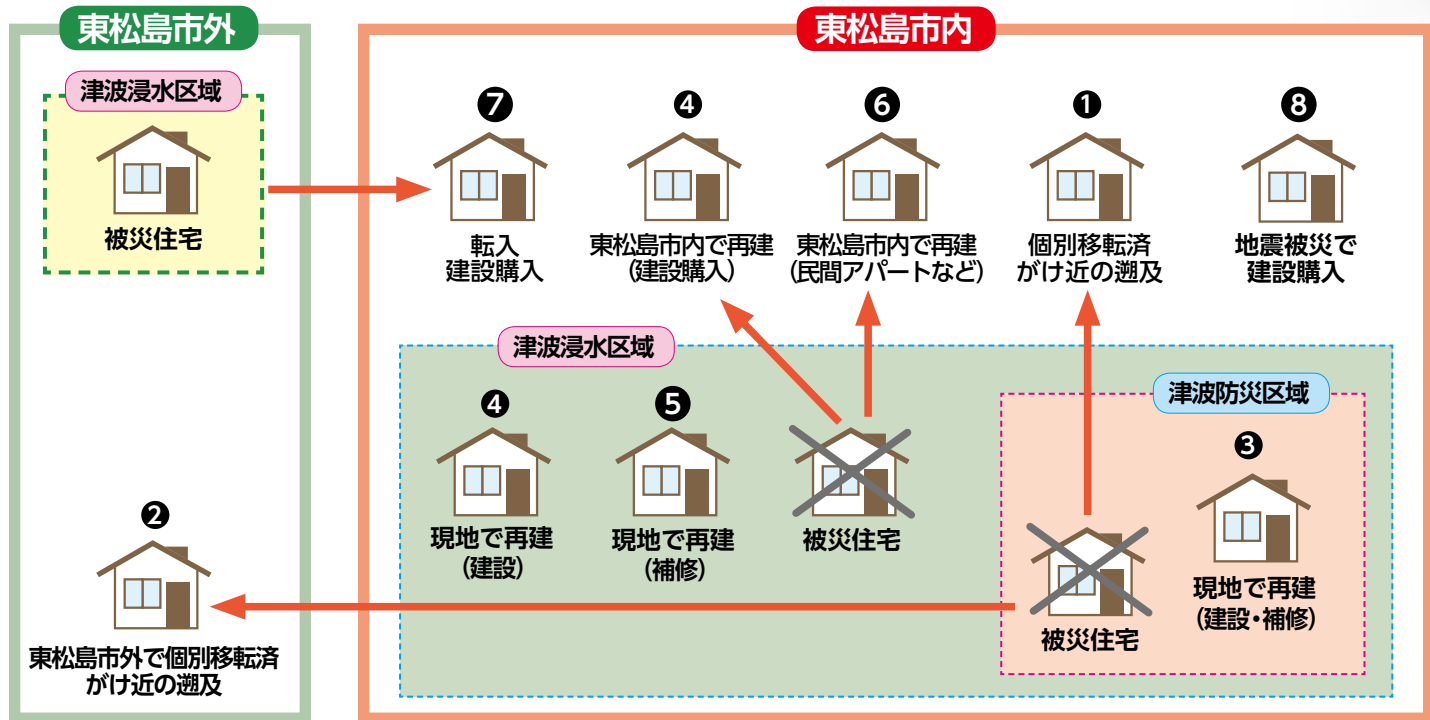 東松島市外
津波浸水区域
被災住宅
❷
東松島市外で個別移転済
がけ近の遡及
東松島市内
❼
転入
建設購入
❹
東松島市内で再建
(建設購入)
❻
東松島市内で再建
(民間アパートなど)
❶
個別移転済
がけ近の遡及
❽
地震被災で
建設購入
津波浸水区域
❹
現地で再建
(建設)
❺
現地で再建
(補修)
被災住宅
津波防災区域
被災住宅
❸
現地で再建
(建設・補修)